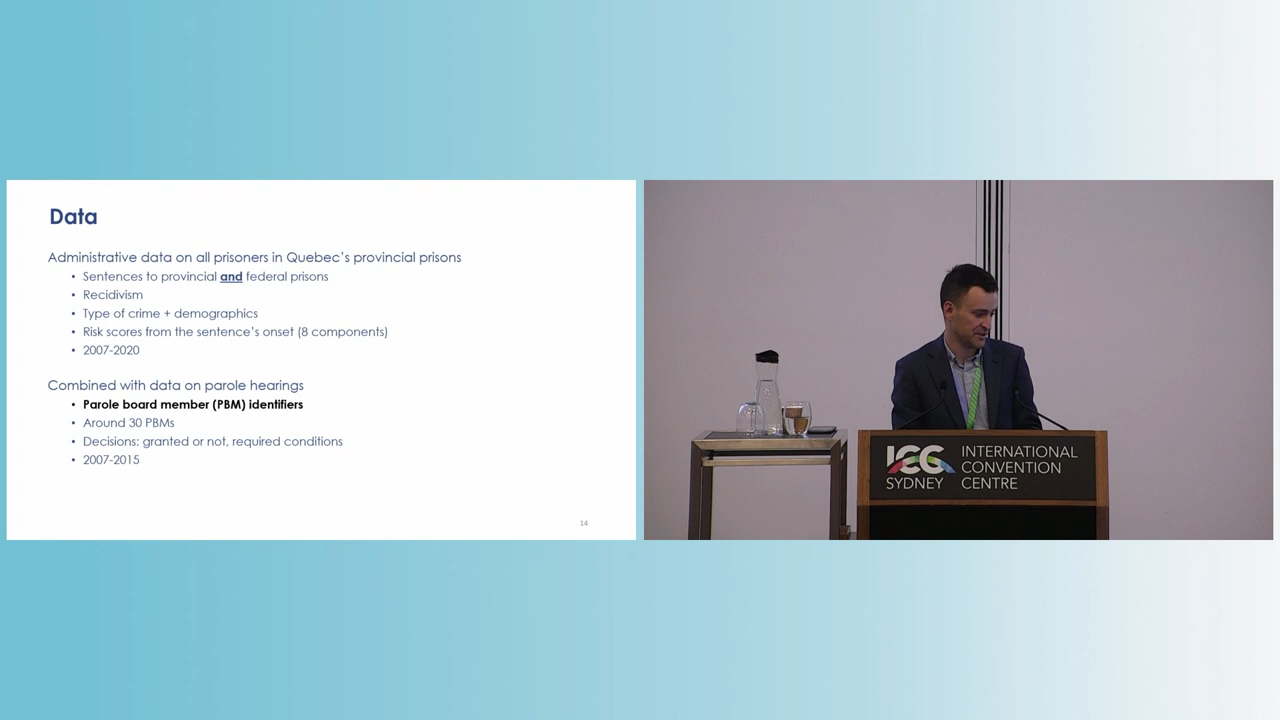 Data
Administrative data on all prisoners in Quebec's provincial prisons
• Sentences to provincial and federal prisons
• Recidivism
• Type of crime + demographics
• Risk scores from the sentence's onset (8 components)
• 2007-2020
Combined with data on parole hearings
• Parole board member (PBM) identifiers
• Around 30 PBMs
• Decisions: granted or not, required conditions
• 2007-2015
14
ICC
SYDNEY
INTERNATIONAL
CONVENTION
CENTRE